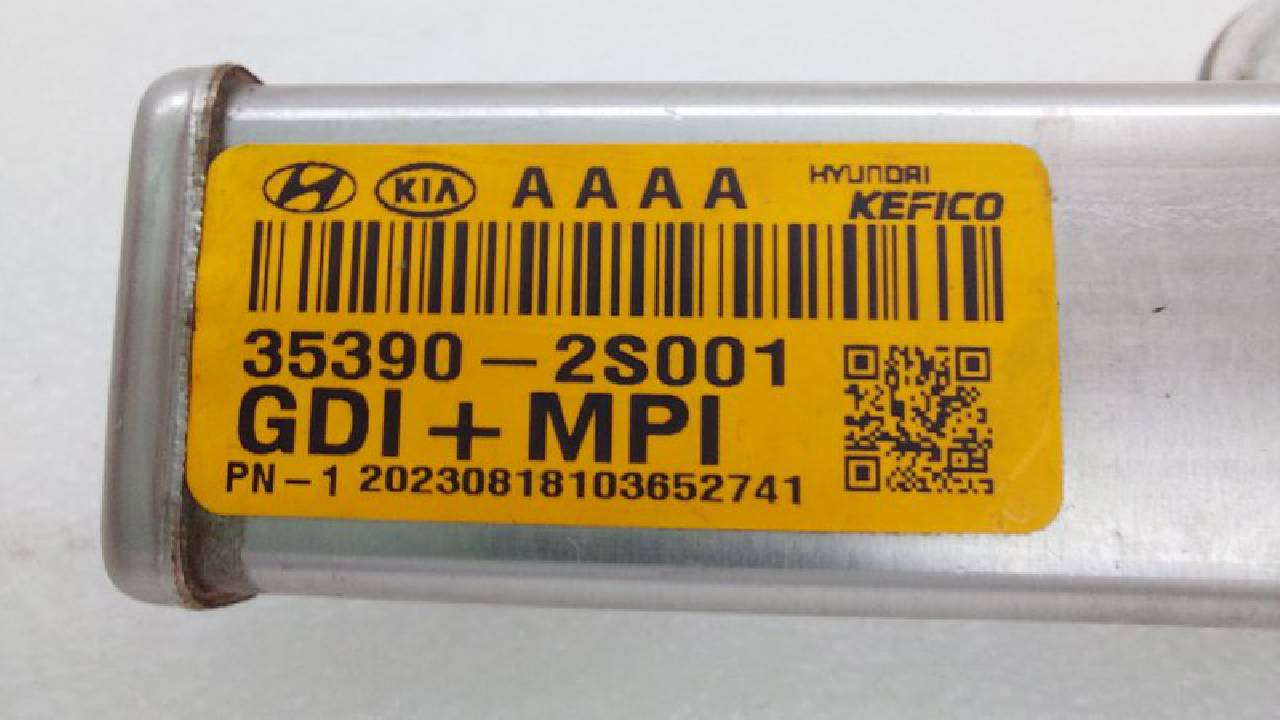 KIA AAAA HYUNDAI
KEFICO
35390-2S001
GDI + MPI
PN-1 20230818103652741